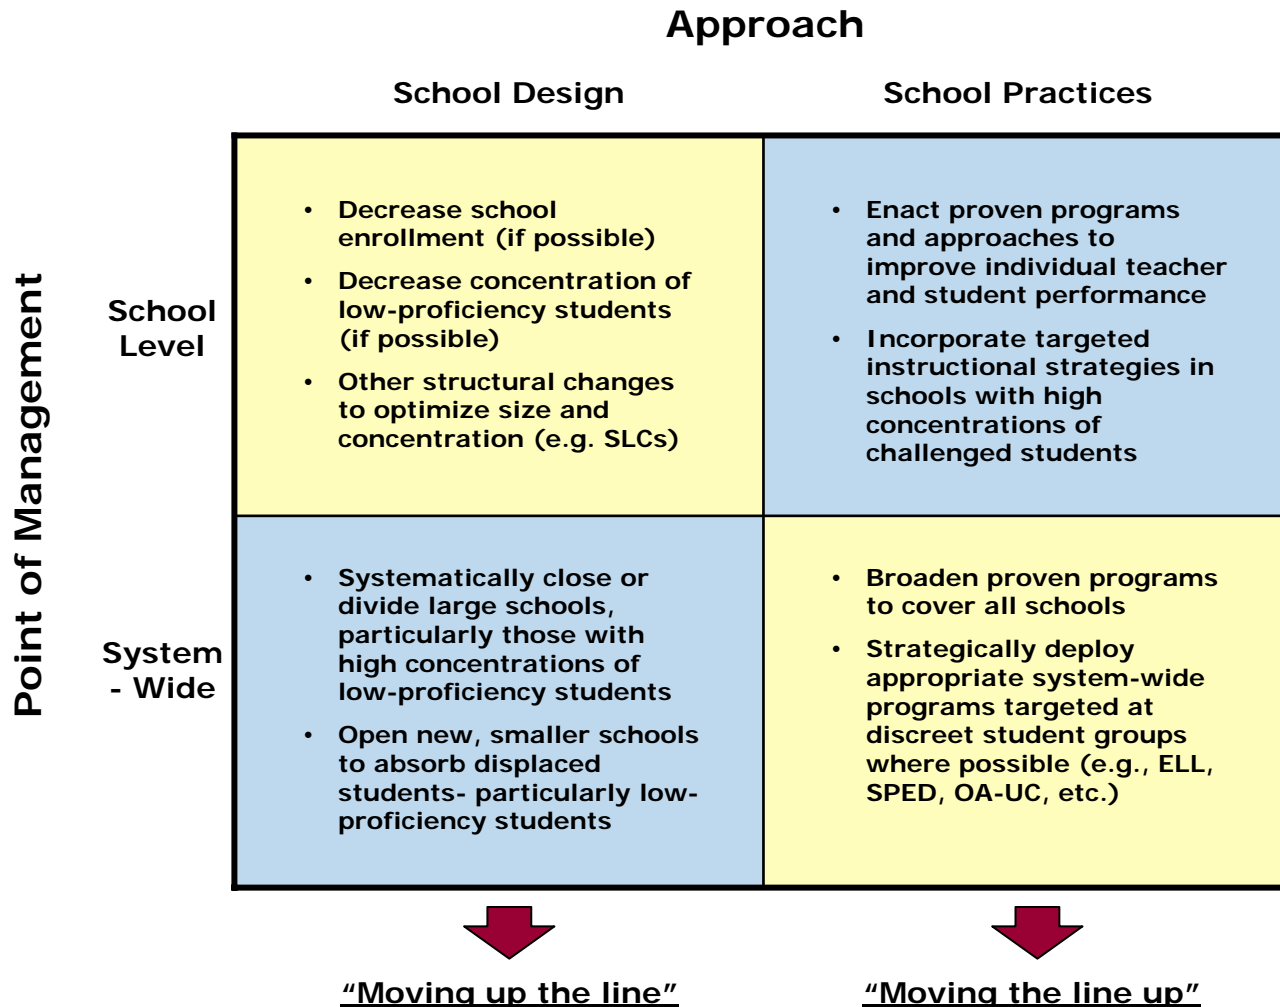 Approach
School Design
School Practices
Point of Management
School
Level
• Decrease school
enrollment (if possible)
• Decrease concentration of
low-proficiency students
(if possible)
• Other structural changes
to optimize size and
concentration (e.g. SLCs)
• Enact proven programs
and approaches to
improve individual teacher
and student performance
• Incorporate targeted
instructional strategies in
schools with high
concentrations of
challenged students
System
- Wide
• Systematically close or
divide large schools,
particularly those with
high concentrations of
low-proficiency students
• Open new, smaller schools
to absorb displaced
students- particularly low-
proficiency students
• Broaden proven programs
to cover all schools
• Strategically deploy
appropriate system-wide
programs targeted at
discreet student groups
where possible (e.g., ELL,
SPED, OA-UC, etc.)
“Moving up the line”
“Moving the line up”